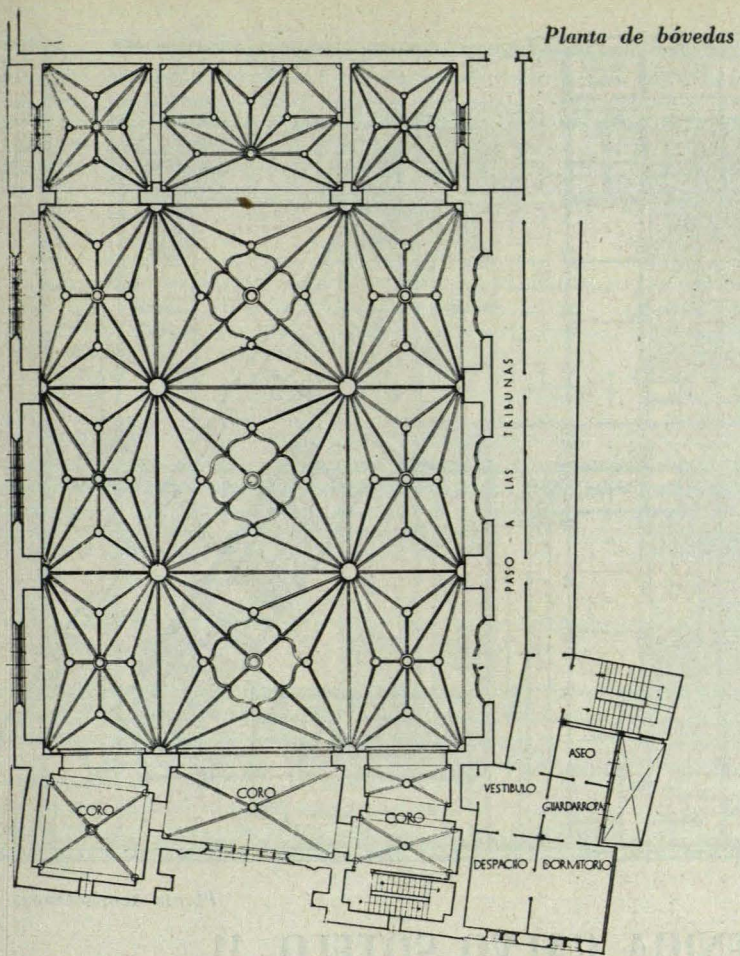 Planta de bóvedas
PASO - A LAS TRIBUNAS
ASEO
VESTIBULO
GUARDARROPA
CORO
CORO
CORO
DESPACHO
DORMITORIO